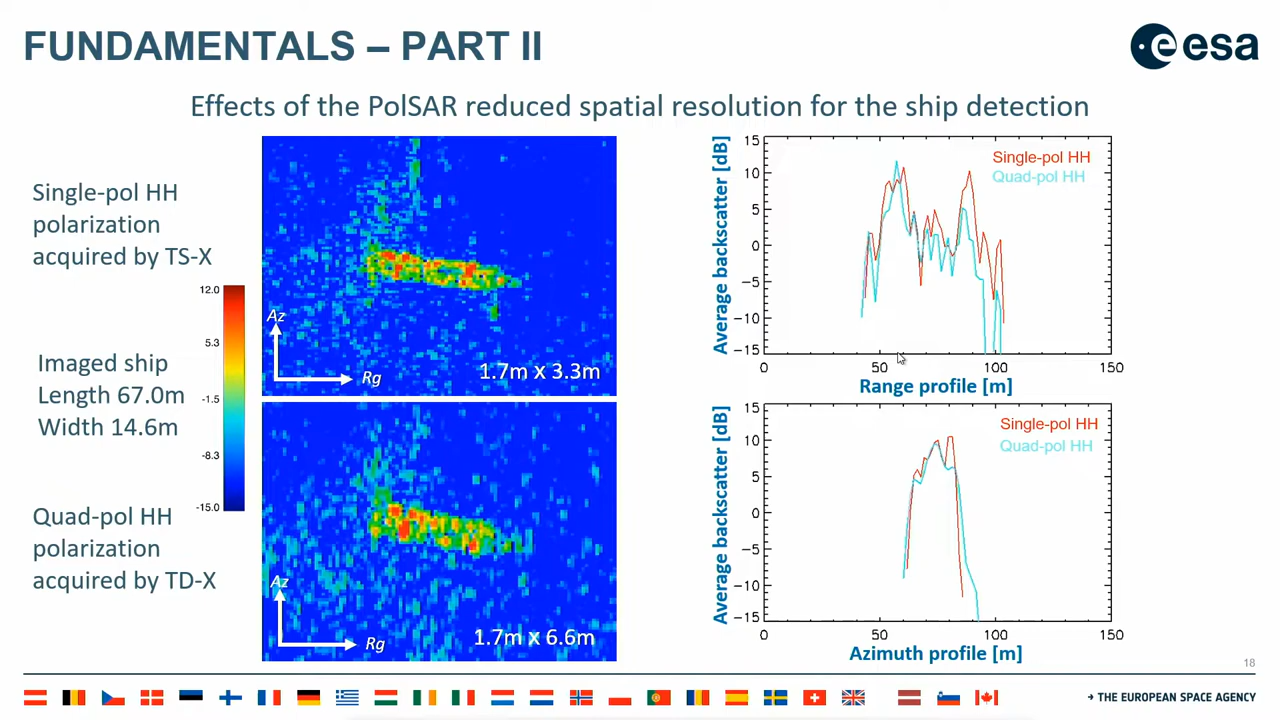 FUNDAMENTALS – PART II
esa
Effects of the PolSAR reduced spatial resolution for the ship detection
Single-pol HH
polarization
acquired by TS-X
12.0
5.3
-1.5
-8.3
-15.0
Imaged ship
Length 67.0m
Width 14.6m
Quad-pol HH
polarization
acquired by TD-X
Az
Rg
1.7m x 3.3m
Az
Rg
1.7m x 6.6m
Average backscatter [dB]
15
10
5
0
−5
−10
−15
Single-pol HH
Quad-pol HH
0
50
100
150
Range profile [m]
Average backscatter [dB]
15
10
5
0
−5
−10
−15
Single-pol HH
Quad-pol HH
0
50
100
150
Azimuth profile [m]
18
→ THE EUROPEAN SPACE AGENCY